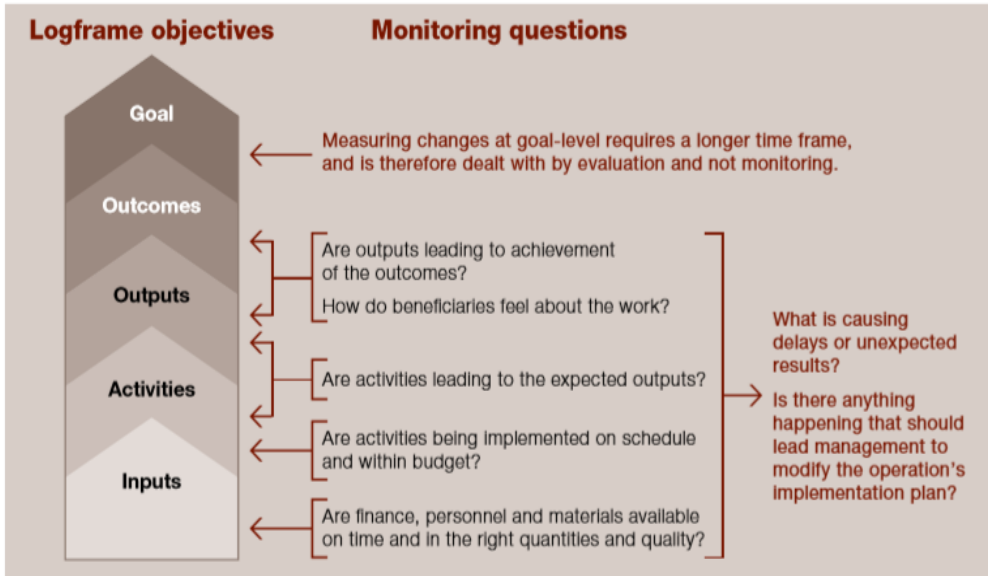 Logframe objectives
Monitoring questions
Goal
Measuring changes at goal-level requires a longer time frame,
and is therefore dealt with by evaluation and not monitoring.
Outcomes
Are outputs leading to achievement
of the outcomes?
How do beneficiaries feel about the work?
Outputs
Are activities leading to the expected outputs?
Activities
Are activities being implemented on schedule
and within budget?
Inputs
Are finance, personnel and materials available
on time and in the right quantities and quality?
What is causing
delays or unexpected
results?
Is there anything
happening that should
lead management to
modify the operation's
implementation plan?